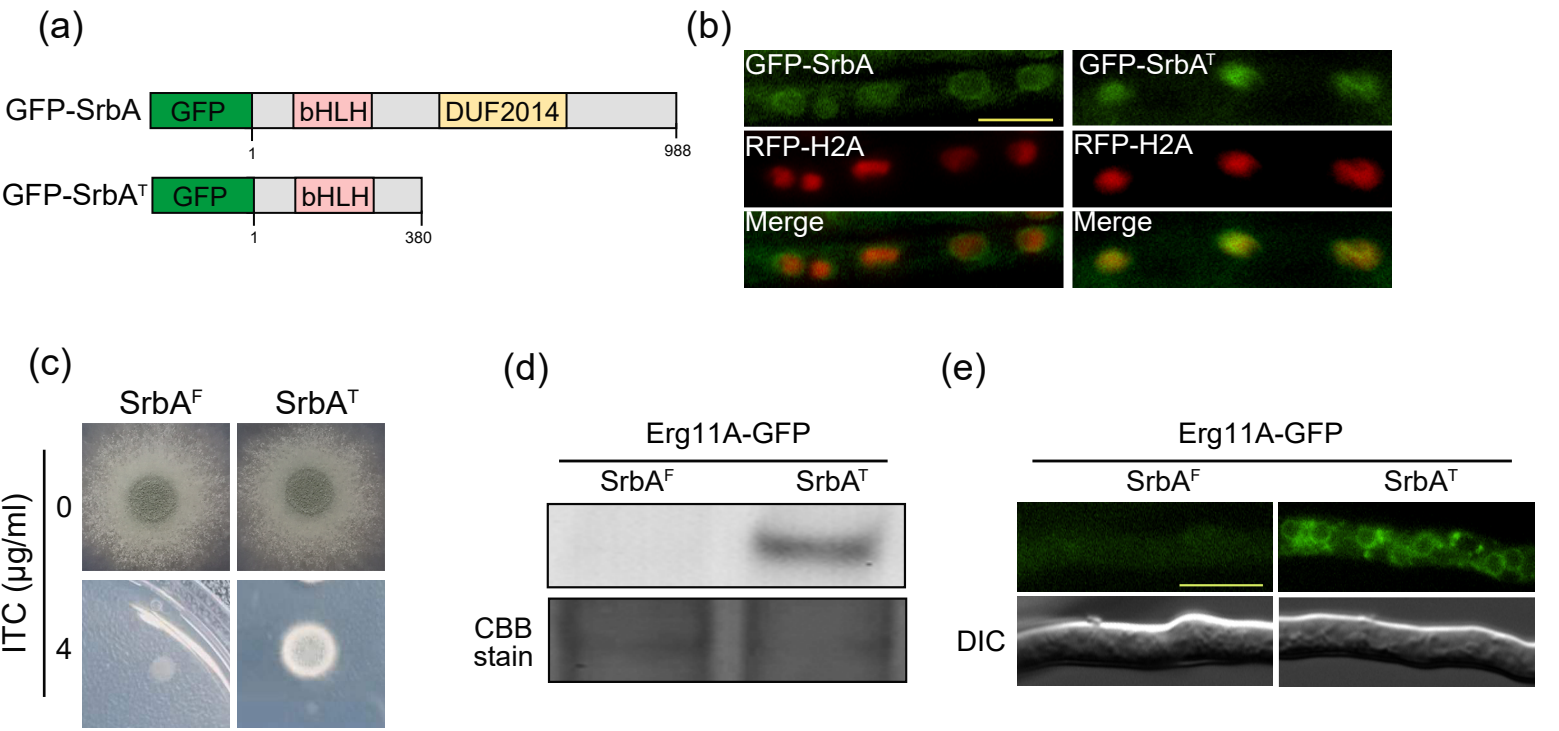 (a)
GFP-SrbA
GFP
bHLH
DUF2014
1
988
GFP-SrbAᵀ
GFP
bHLH
1
380
(b)
GFP-SrbA
GFP-SrbAᵀ
RFP-H2A
RFP-H2A
Merge
Merge
(c)
SrbAF
SrbAᵀ
ITC (µg/ml)
0
4
(d)
Erg11A-GFP
SrbAF
SrbAᵀ
CBB
stain
(e)
Erg11A-GFP
SrbAF
SrbAᵀ
DIC